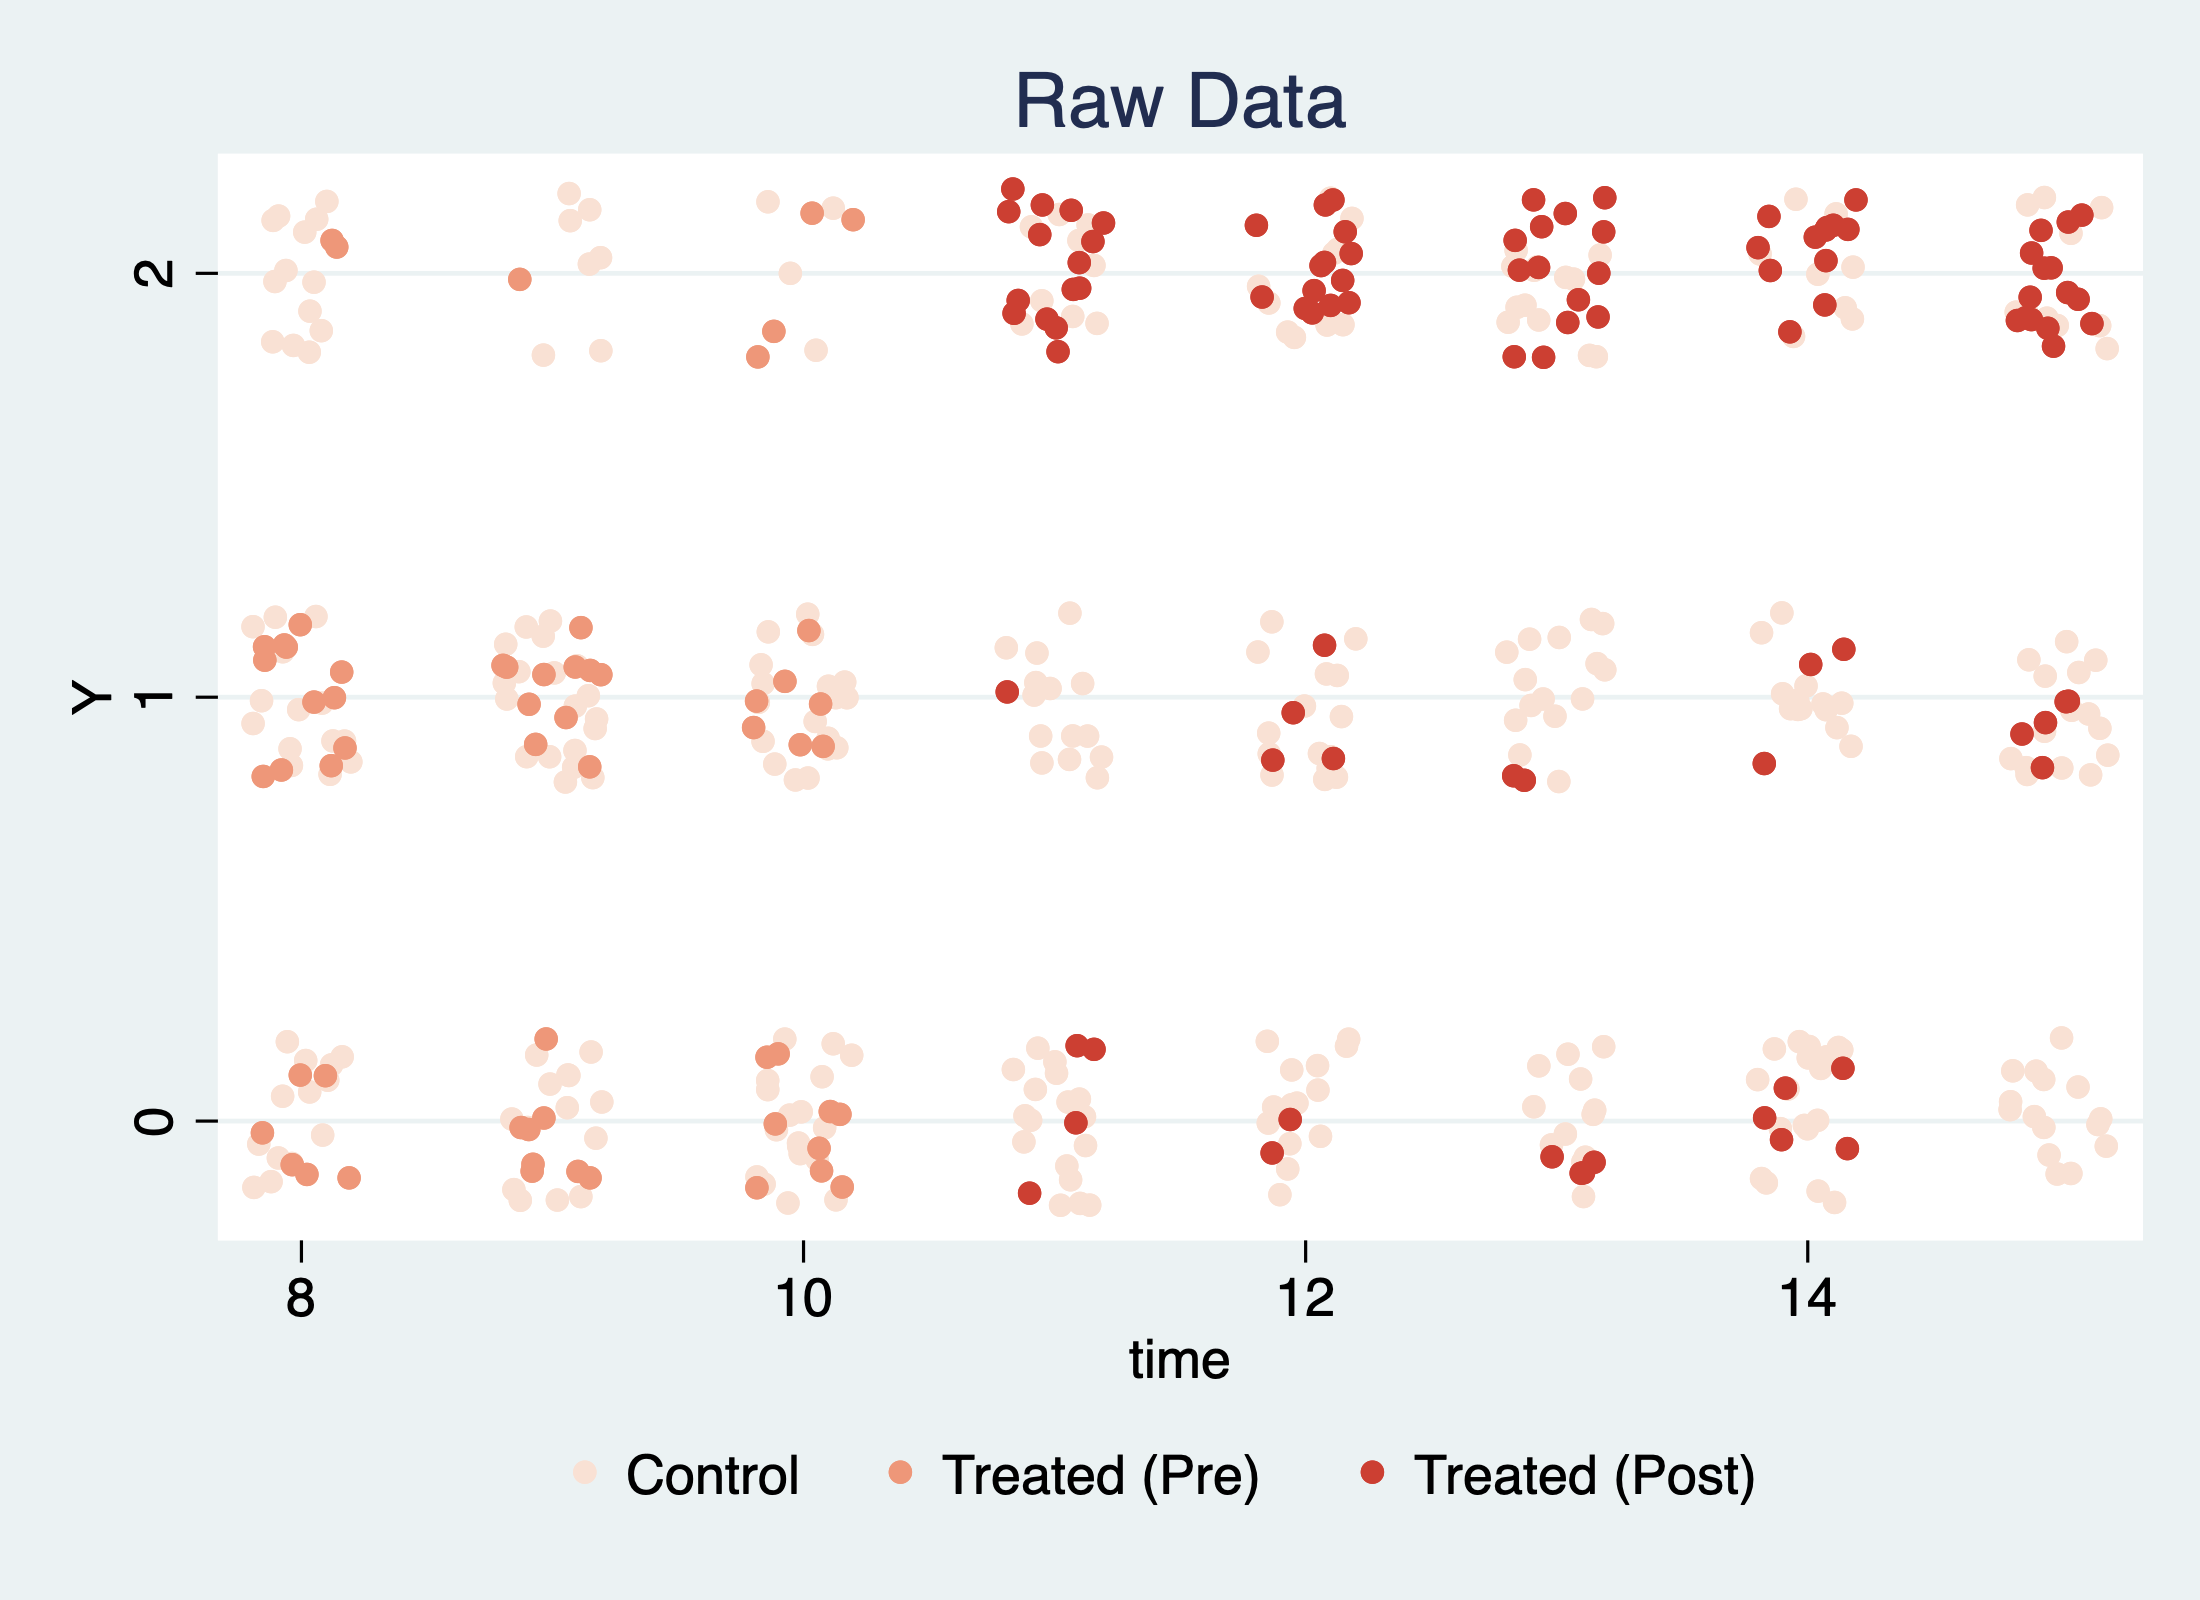 Raw Data
Y
2
1
0
8 10 12 14
time
Control Treated (Pre) Treated (Post)